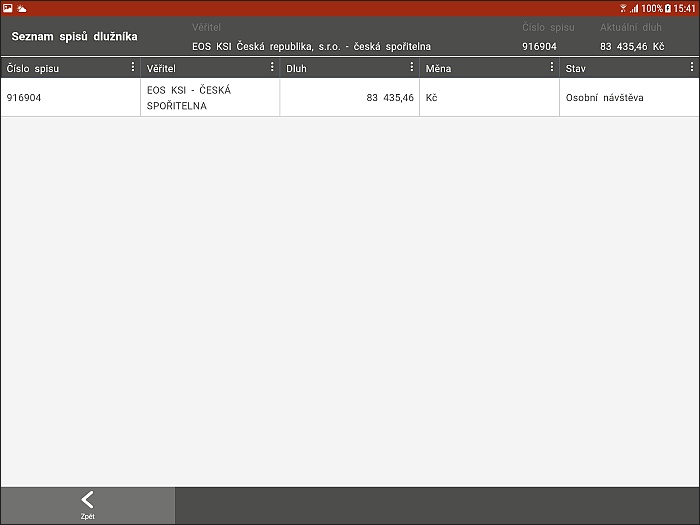 100% 15:41
Seznam spisů dlužníka
Věřitel
Číslo spisu
Aktuální dluh
EOS KSI Česká republika, s.r.o. - česká spořitelna
916904
83 435,46 Kč
Číslo spisu
Věřitel
Dluh
Měna
Stav
916904
EOS KSI - ČESKÁ
SPOŘITELNA
83 435,46
Kč
Osobní návštěva
Zpět